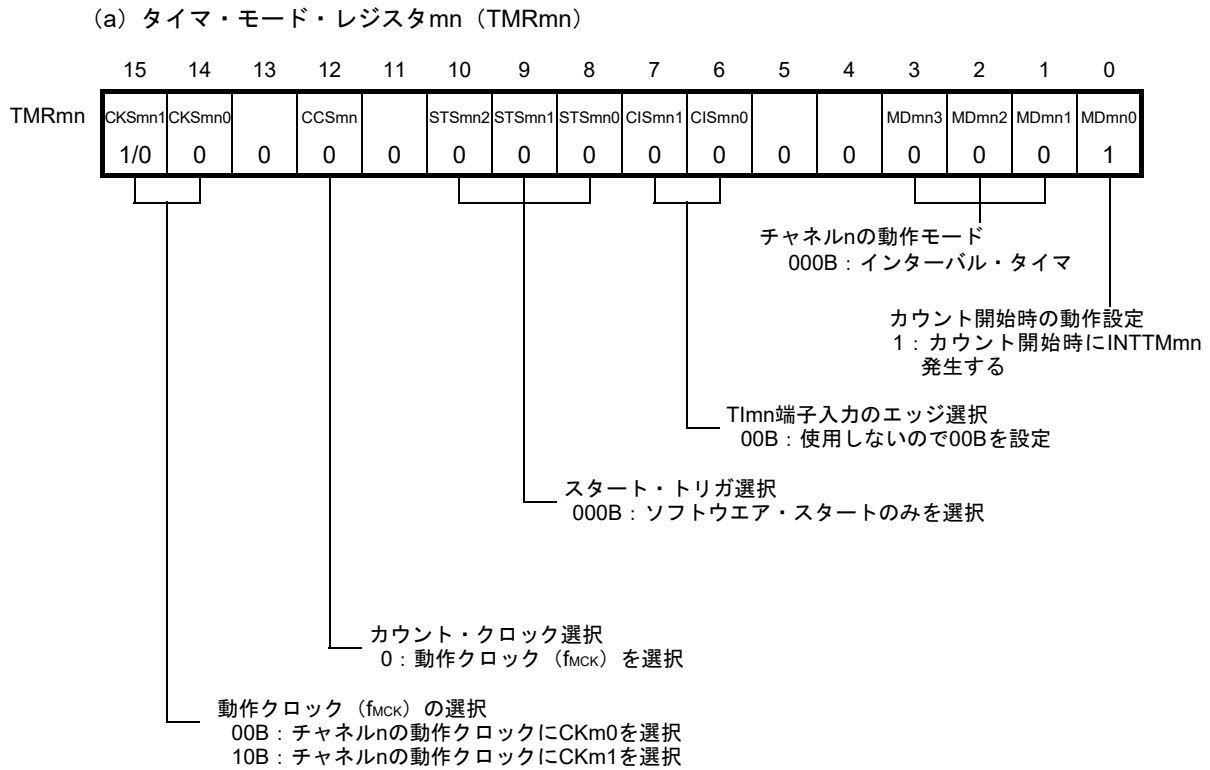 （a）タイマ・モード・レジスタmn（TMRmn）
15 14 13 12 11 10 9 8 7 6 5 4 3 2 1 0
TMRmn CKSmn1 CKSmn0 CCSmn STSmn2 STSmn1 STSmn0 CISmn1 CISmn0 MDmn3 MDmn2 MDmn1 MDmn0
1/0 0 0 0 0 0 0 0 0 0 0 0 0 0 0 1
チャネルnの動作モード
000B：インターバル・タイマ
カウント開始時の動作設定
1：カウント開始時にINTTMmn
発生する
TImn端子入力のエッジ選択
00B：使用しないので00Bを設定
スタート・トリガ選択
000B：ソフトウエア・スタートのみを選択
カウント・クロック選択
0：動作クロック（fMCK）を選択
動作クロック（fMCK）の選択
00B：チャネルnの動作クロックにCKm0を選択
10B：チャネルnの動作クロックにCKm1を選択